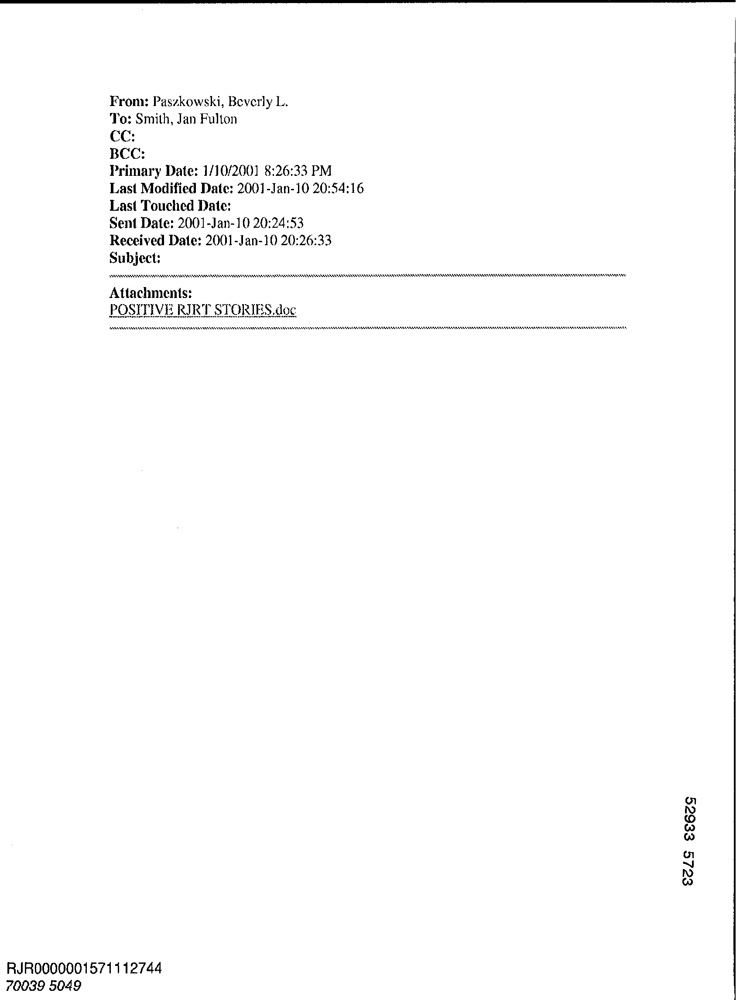 From: Paszkowski, Beverly L.
To: Smith, Jan Fulton
CC:
BCC:
Primary Date: 1/10/2001 8:26:33 PM
Last Modified Date: 2001-Jan-10 20:54:16
Last Touched Date:
Sent Date: 2001-Jan-10 20:24:53
Received Date: 2001-Jan-10 20:26:33
Subject:
Attachments:
POSITIVE RJRT STORIES.doc
52933 5723
RJR0000001571112744
70039 5049